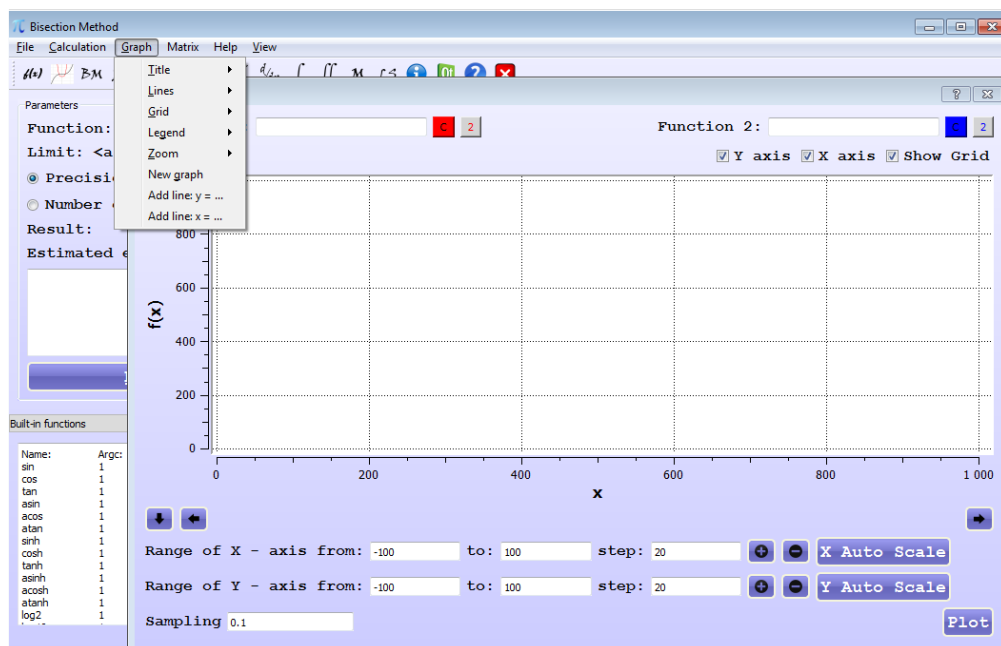 Bisection Method
File Calculation Graph Matrix Help View
f(x) BM M LS
Title
Lines
Grid
Legend
Zoom
New graph
Add line: y = ...
Add line: x = ...
Parameters
Function:
Limit: <a
Precisi
Number
Result:
Estimated e
C 2
Function 2: 2
Y axis X axis Show Grid
800
600
400
200
0
f(x)
0 200 400 600 800 1 000
x
Range of X - axis from: -100 to: 100 step: 20 X Auto Scale
Range of Y - axis from: -100 to: 100 step: 20 Y Auto Scale
Sampling 0.1
Plot
Built-in functions
Name: Argc:
sin 1
cos 1
tan 1
asin 1
acos 1
atan 1
sinh 1
cosh 1
tanh 1
asinh 1
acosh 1
atanh 1
log2 1